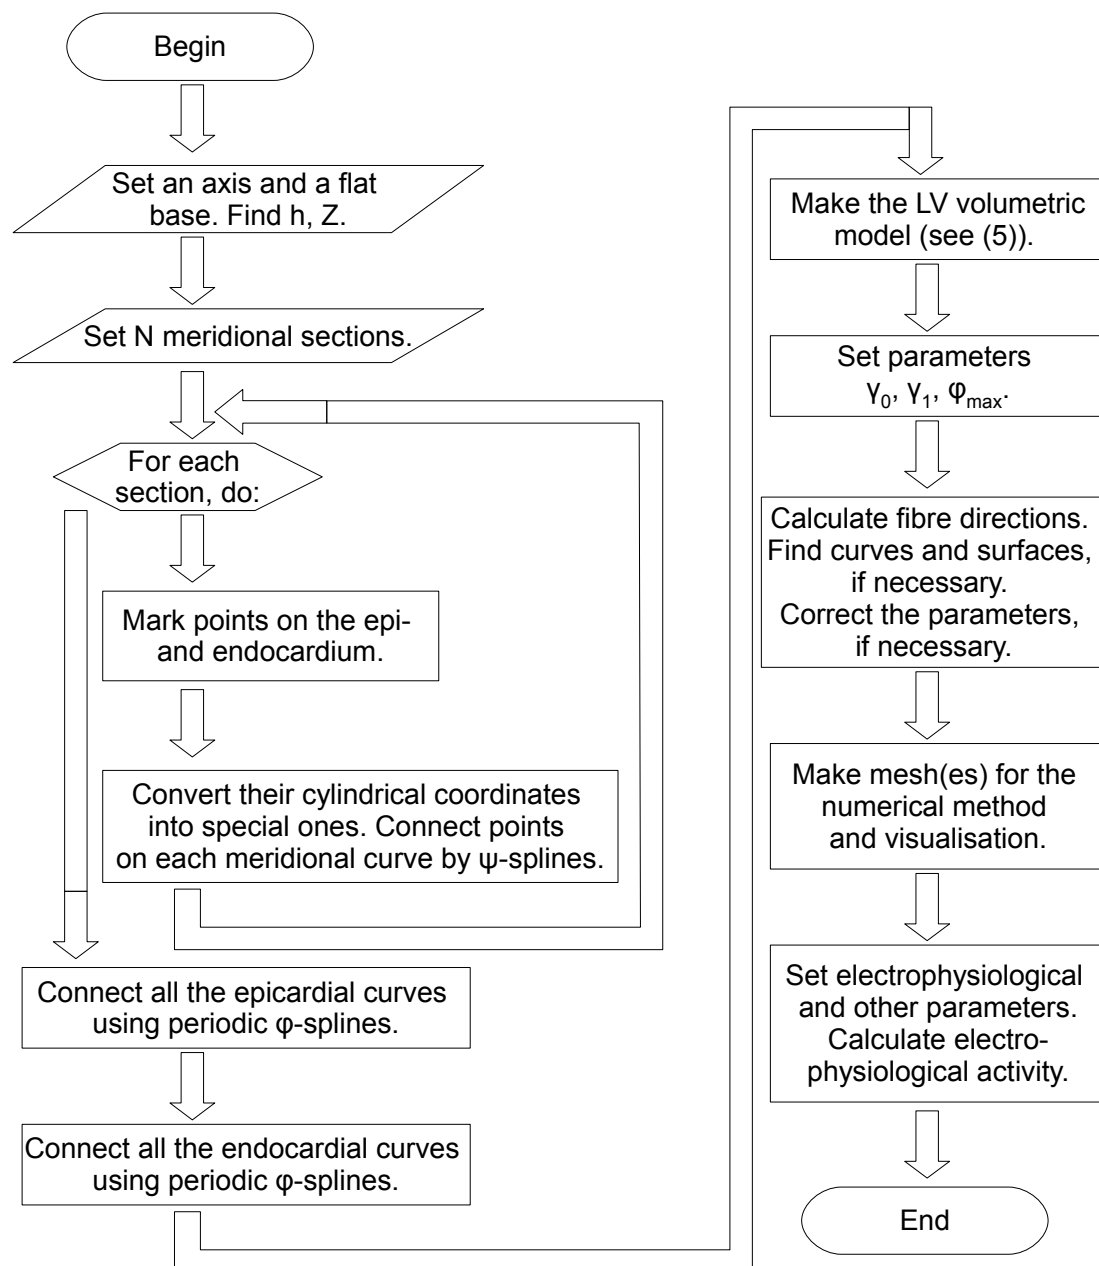 Begin
Set an axis and a flat
base. Find h, Z.
Set N meridional sections.
For each
section, do:
Mark points on the epi-
and endocardium.
Convert their cylindrical coordinates
into special ones. Connect points
on each meridional curve by ψ-splines.
Connect all the epicardial curves
using periodic φ-splines.
Connect all the endocardial curves
using periodic φ-splines.
Make the LV volumetric
model (see (5)).
Set parameters
γ₀, γ₁, φₘₐₓ.
Calculate fibre directions.
Find curves and surfaces,
if necessary.
Correct the parameters,
if necessary.
Make mesh(es) for the
numerical method
and visualisation.
Set electrophysiological
and other parameters.
Calculate electro-
physiological activity.
End